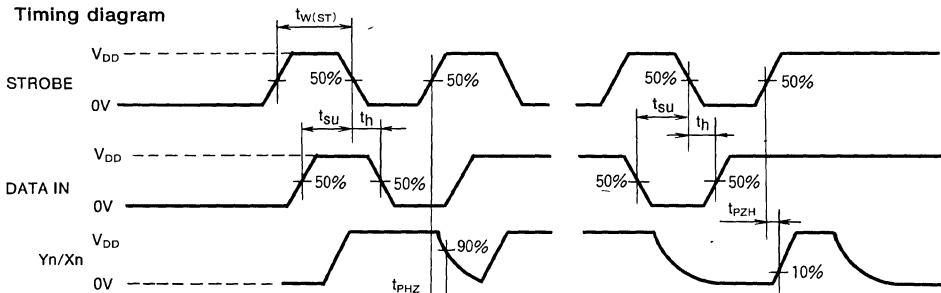 Timing diagram
tW(ST)
VDD
STROBE
50%
50%
50%
50%
0V
tsu
th
tsu
th
VDD
DATA IN
50%
50%
50%
50%
0V
tPZH
VDD
Yn/Xn
90%
10%
0V
tPHZ